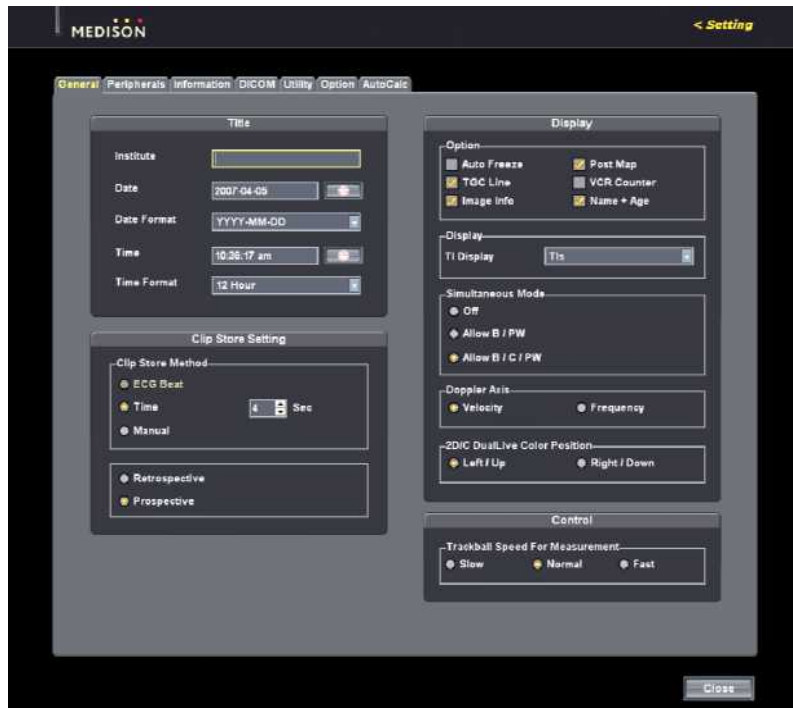 MEDISON
< Setting
General Peripherals Information DICOM Utility Option AutoCalc
Title
Institute
Date 2007-04-05
Date Format YYYY-MM-DD
Time 10:36:17 am
Time Format 12 Hour
Clip Store Setting
Clip Store Method
ECG Beat
Time 4 Sec
Manual
Retrospective
Prospective
Display
Option
Auto Freeze Post Map
TGC Line VCR Counter
Image Info Name + Age
Display
TI Display TIs
Simultaneous Mode
Off
Allow B / PW
Allow B / C / PW
Doppler Axis
Velocity Frequency
2D/C DualLive Color Position
Left / Up Right / Down
Control
Trackball Speed For Measurement
Slow Normal Fast
Close